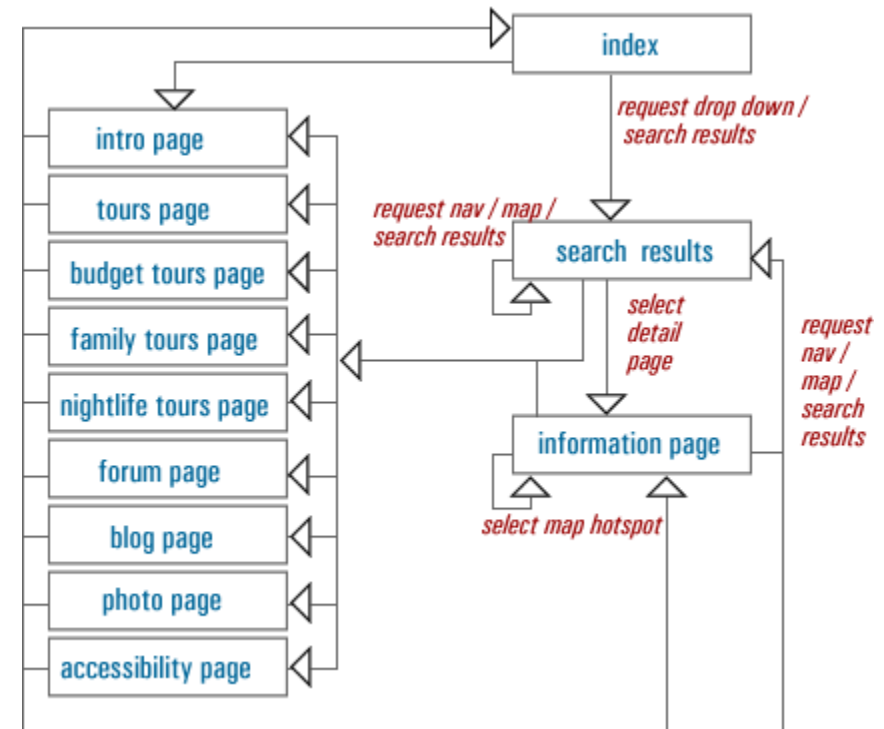 index
request drop down /
search results
intro page
tours page
budget tours page
family tours page
nightlife tours page
forum page
blog page
photo page
accessibility page
request nav / map /
search results
search results
select
detail
page
request
nav /
map /
search
results
information page
select map hotspot